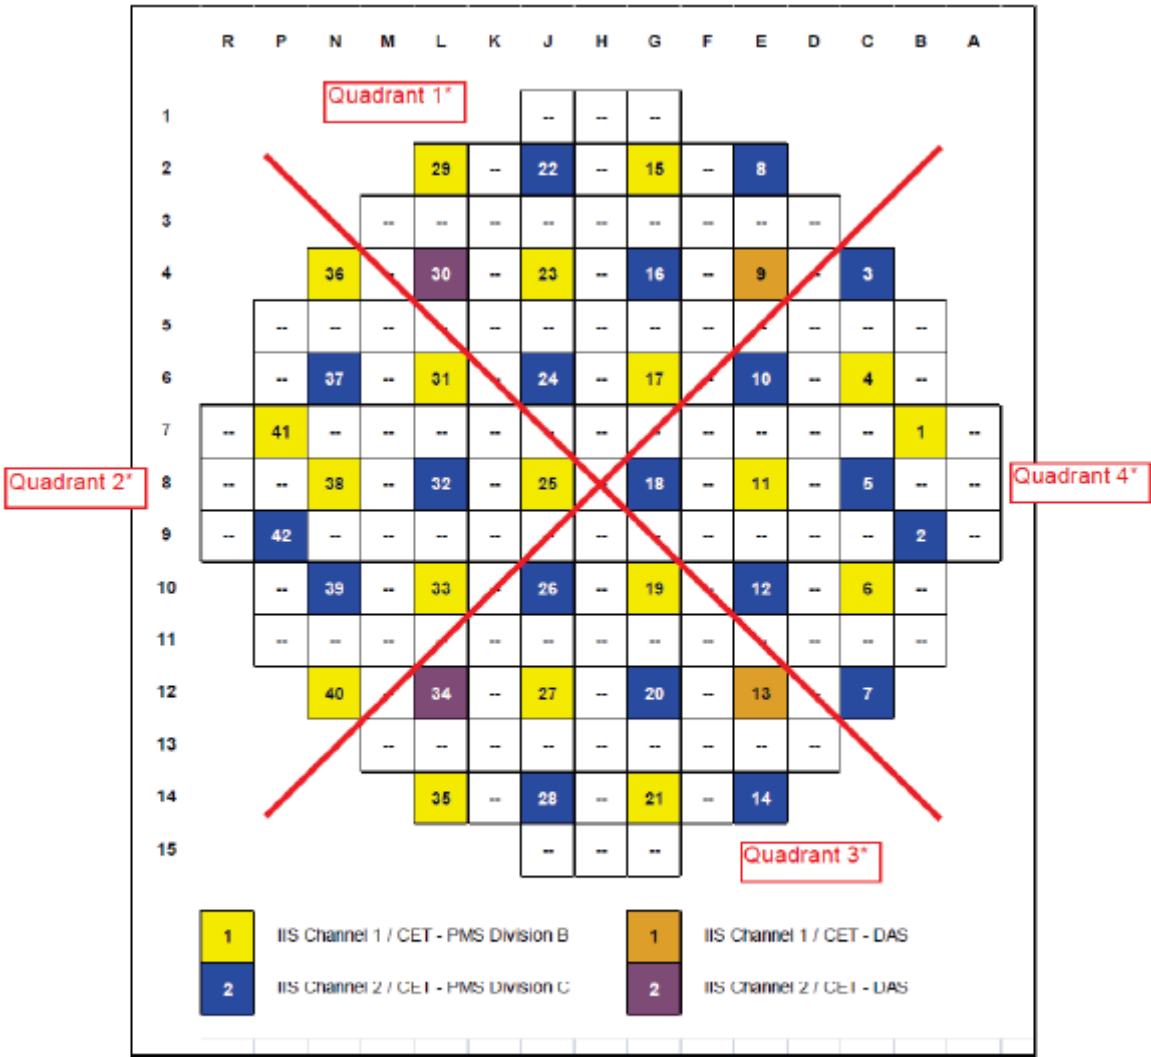 R P N M L K J H G F E D C B A
Quadrant 1*
1 -- -- --
2 29 -- 22 -- 15 -- 8
3 -- -- -- -- -- -- -- -- --
4 36 -- 30 -- 23 -- 16 -- 9 -- 3
5 -- -- -- -- -- -- -- -- -- -- -- -- --
6 -- 37 -- 31 -- 24 -- 17 -- 10 -- 4 --
7 -- 41 -- -- -- -- -- -- -- -- -- -- -- 1 --
Quadrant 2* 8 -- -- 38 -- 32 -- 25 -- 18 -- 11 -- 5 -- -- Quadrant 4*
9 -- 42 -- -- -- -- -- -- -- -- -- -- -- 2 --
10 -- 39 -- 33 -- 26 -- 19 -- 12 -- 6 --
11 -- -- -- -- -- -- -- -- -- -- -- -- --
12 40 -- 34 -- 27 -- 20 -- 13 -- 7
13 -- -- -- -- -- -- -- -- --
14 35 -- 28 -- 21 -- 14
15 -- -- --
Quadrant 3*
1 IIS Channel 1 / CET - PMS Division B
1 IIS Channel 1 / CET - DAS
2 IIS Channel 2 / CET - PMS Division C
2 IIS Channel 2 / CET - DAS